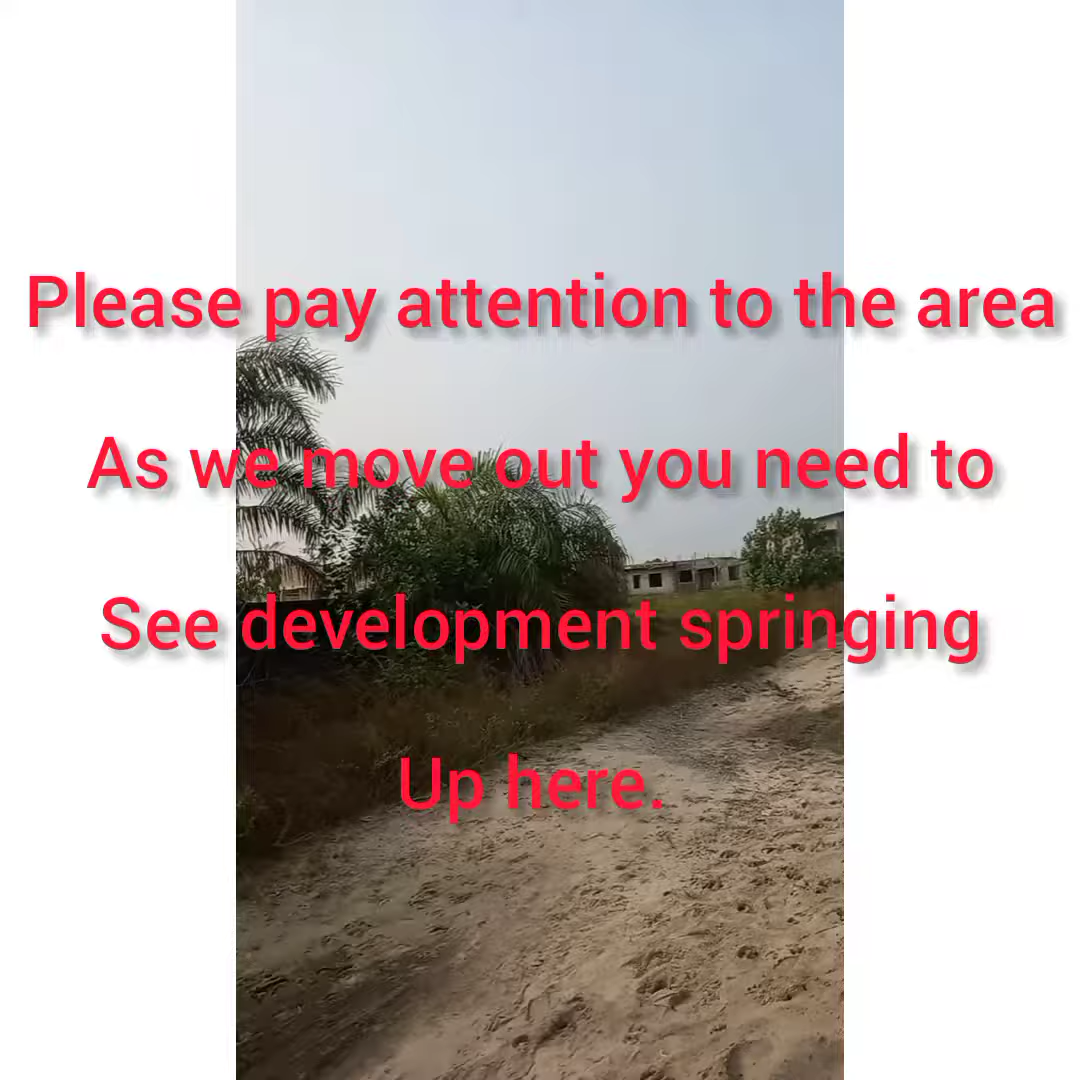 Please pay attention to the area
As we move out you need to
See development springing
Up here.